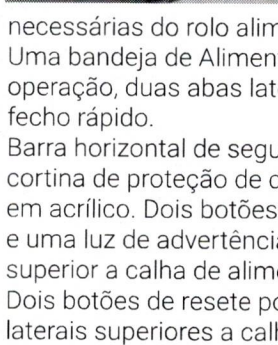 necessárias do rolo alim
Uma bandeja de Alimen
operação, duas abas lat
fecho rápido.
Barra horizontal de segu
cortina de proteção de c
em acrílico. Dois botões
e uma luz de advertência
superior a calha de alime
Dois botões de resete po
laterais superiores a calh